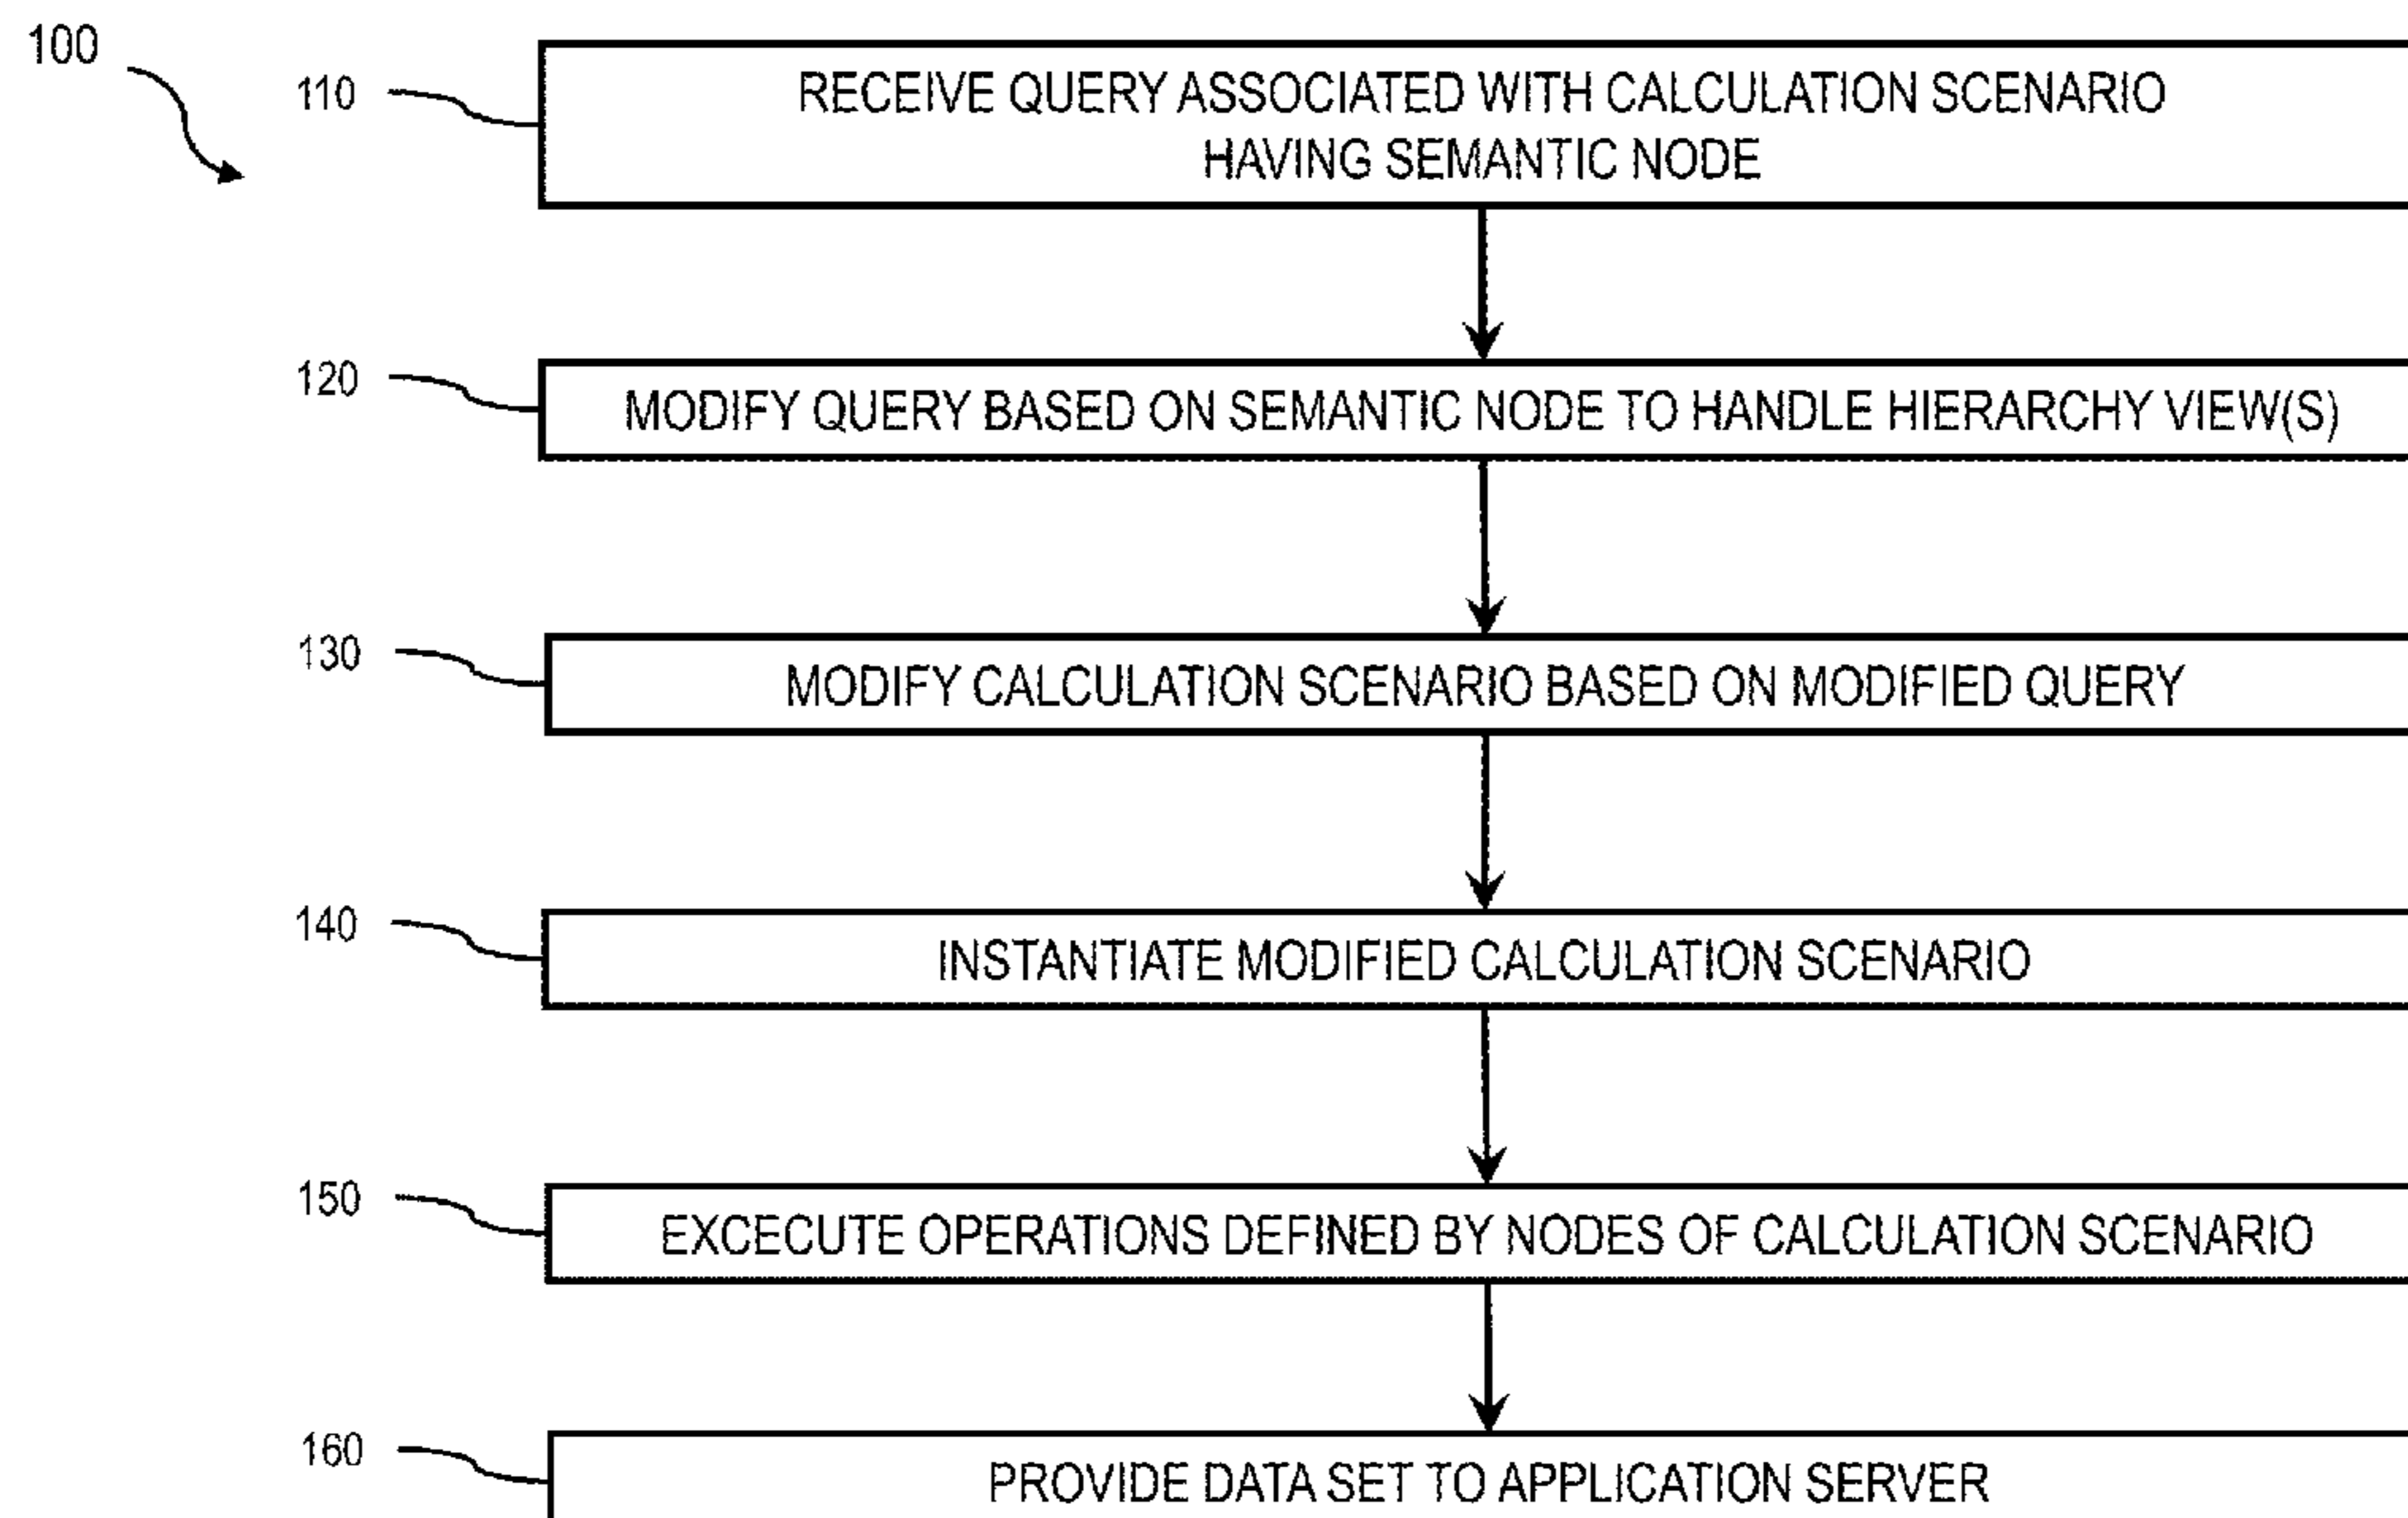 100
110
RECEIVE QUERY ASSOCIATED WITH CALCULATION SCENARIO
HAVING SEMANTIC NODE
120
MODIFY QUERY BASED ON SEMANTIC NODE TO HANDLE HIERARCHY VIEW(S)
130
MODIFY CALCULATION SCENARIO BASED ON MODIFIED QUERY
140
INSTANTIATE MODIFIED CALCULATION SCENARIO
150
EXCECUTE OPERATIONS DEFINED BY NODES OF CALCULATION SCENARIO
160
PROVIDE DATA SET TO APPLICATION SERVER